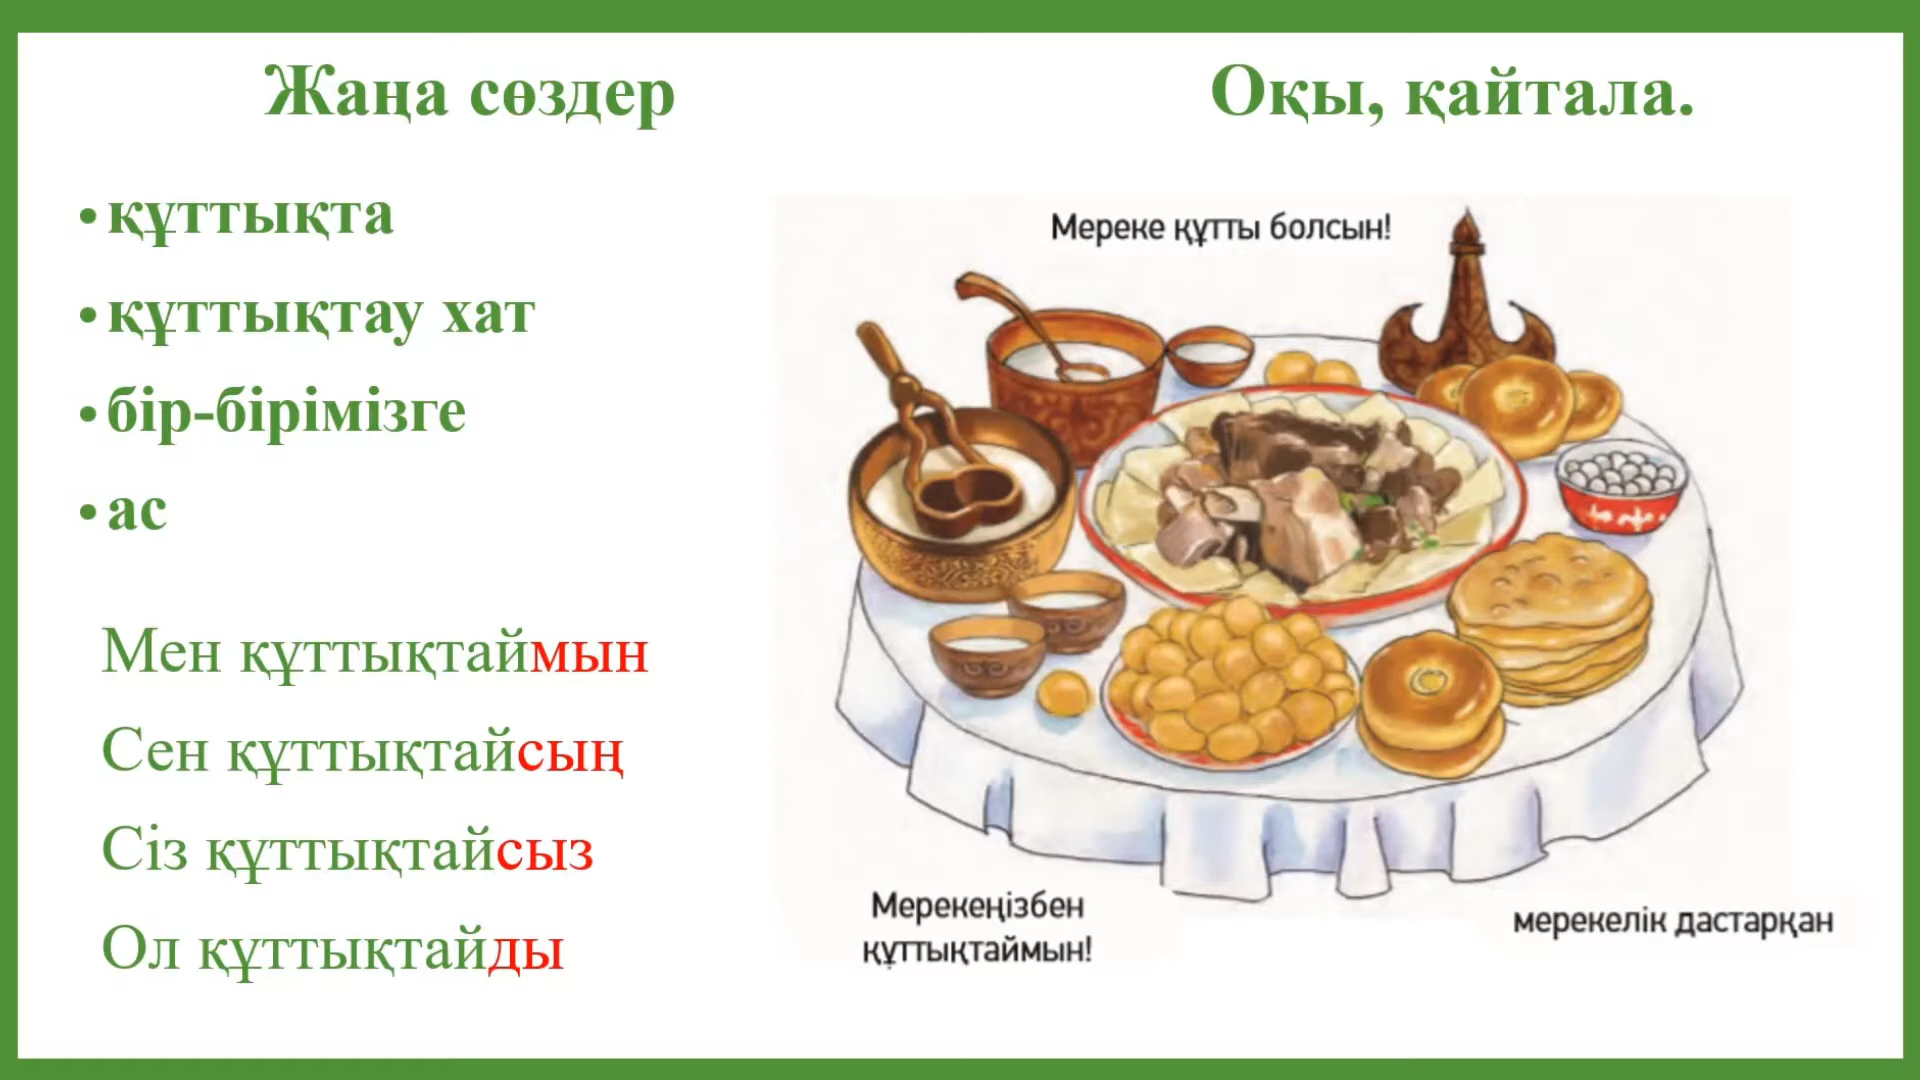 Жаңа сөздер
Оқы, қайтала.
• құттықта
• құттықтау хат
• бір-бірімізге
• ас
Мен құттықтаймын
Сен құттықтайсың
Сіз құттықтайсыз
Ол құттықтайды
Мереке құтты болсын!
Мерекеңізбен
құттықтаймын!
мерекелік дастарқан